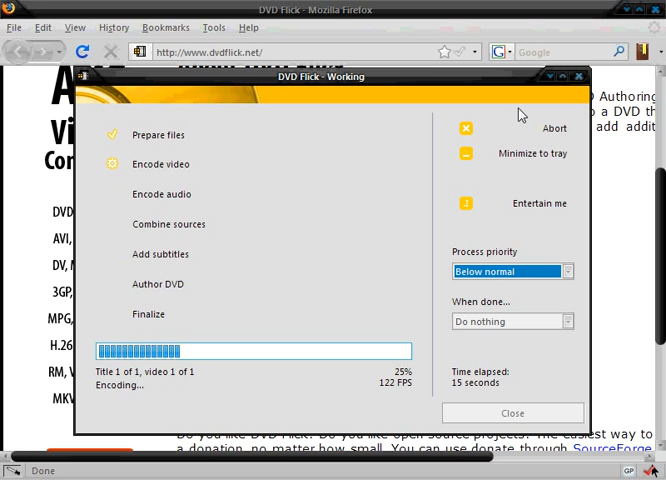 DVD Flick - Mozilla Firefox
File Edit View History Bookmarks Tools Help
http://www.dvdflick.net/
G Google
DVD Flick - Working
Prepare files
Encode video
Encode audio
Combine sources
Add subtitles
Author DVD
Finalize
Title 1 of 1, video 1 of 1 25%
Encoding... 122 FPS
Abort
Minimize to tray
Entertain me
Process priority
Below normal
When done...
Do nothing
Time elapsed:
15 seconds
Close
D Authoring
o a DVD th
add addit
Vi
Co
DVD
AVI,
DV,
3GP,
MPG,
H.26
RM, V
MKV
Do you like DVD Flick? Do you like open source projects? The easiest way to
a donation, no matter how small. You can use donate through SourceForge
Done
GP